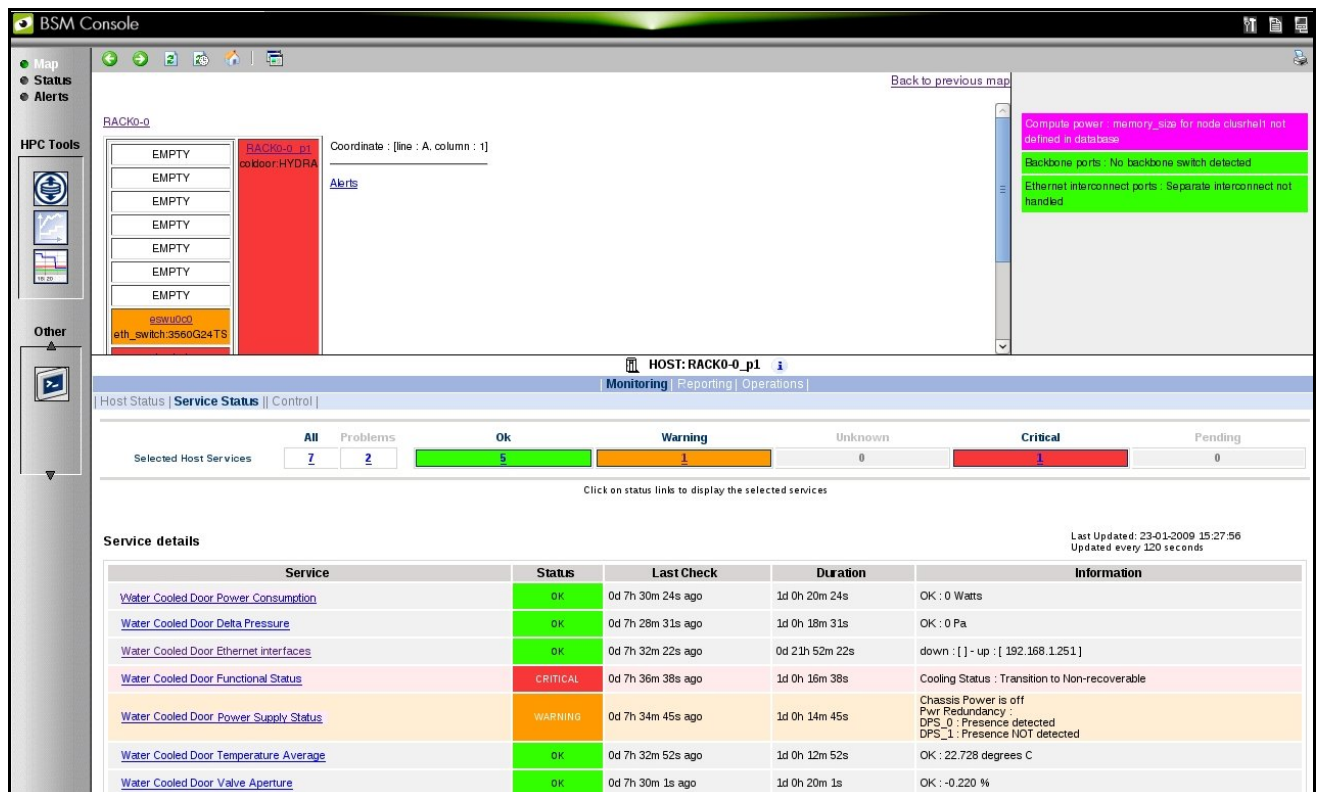 BSM Console
Map
Status
Alerts
HPC Tools
Other
Back to previous map
RACK0-0
EMPTY
EMPTY
EMPTY
EMPTY
EMPTY
EMPTY
EMPTY
eswu0c0
eth_switch:3560G24TS
RACK0-0_p1
coldoor:HYDRA
Coordinate : [line : A, column : 1]
Alerts
Compute power : memory_size for node clusrhel1 not
defined in database
Backbone ports : No backbone switch detected
Ethernet interconnect ports : Separate interconnect not
handled
HOST: RACK0-0_p1 i
| Monitoring | Reporting | Operations |
| Host Status | Service Status || Control |
All Problems Ok Warning Unknown Critical Pending
Selected Host Services 7 2 5 1 0 1 0
Click on status links to display the selected services
Service details
Last Updated: 23-01-2009 15:27:56
Updated every 120 seconds
Service Status Last Check Duration Information
Water Cooled Door Power Consumption OK 0d 7h 30m 24s ago 1d 0h 20m 24s OK : 0 Watts
Water Cooled Door Delta Pressure OK 0d 7h 28m 31s ago 1d 0h 18m 31s OK : 0 Pa
Water Cooled Door Ethernet interfaces OK 0d 7h 32m 22s ago 0d 21h 52m 22s down : [ ] - up : [ 192.168.1.251 ]
Water Cooled Door Functional Status CRITICAL 0d 7h 36m 38s ago 1d 0h 16m 38s Cooling Status : Transition to Non-recoverable
Water Cooled Door Power Supply Status WARNING 0d 7h 34m 45s ago 1d 0h 14m 45s Chassis Power is off
Pwr Redundancy :
DPS_0 : Presence detected
DPS_1 : Presence NOT detected
Water Cooled Door Temperature Average OK 0d 7h 32m 52s ago 1d 0h 12m 52s OK : 22.728 degrees C
Water Cooled Door Valve Aperture OK 0d 7h 30m 1s ago 1d 0h 20m 1s OK : -0.220 %